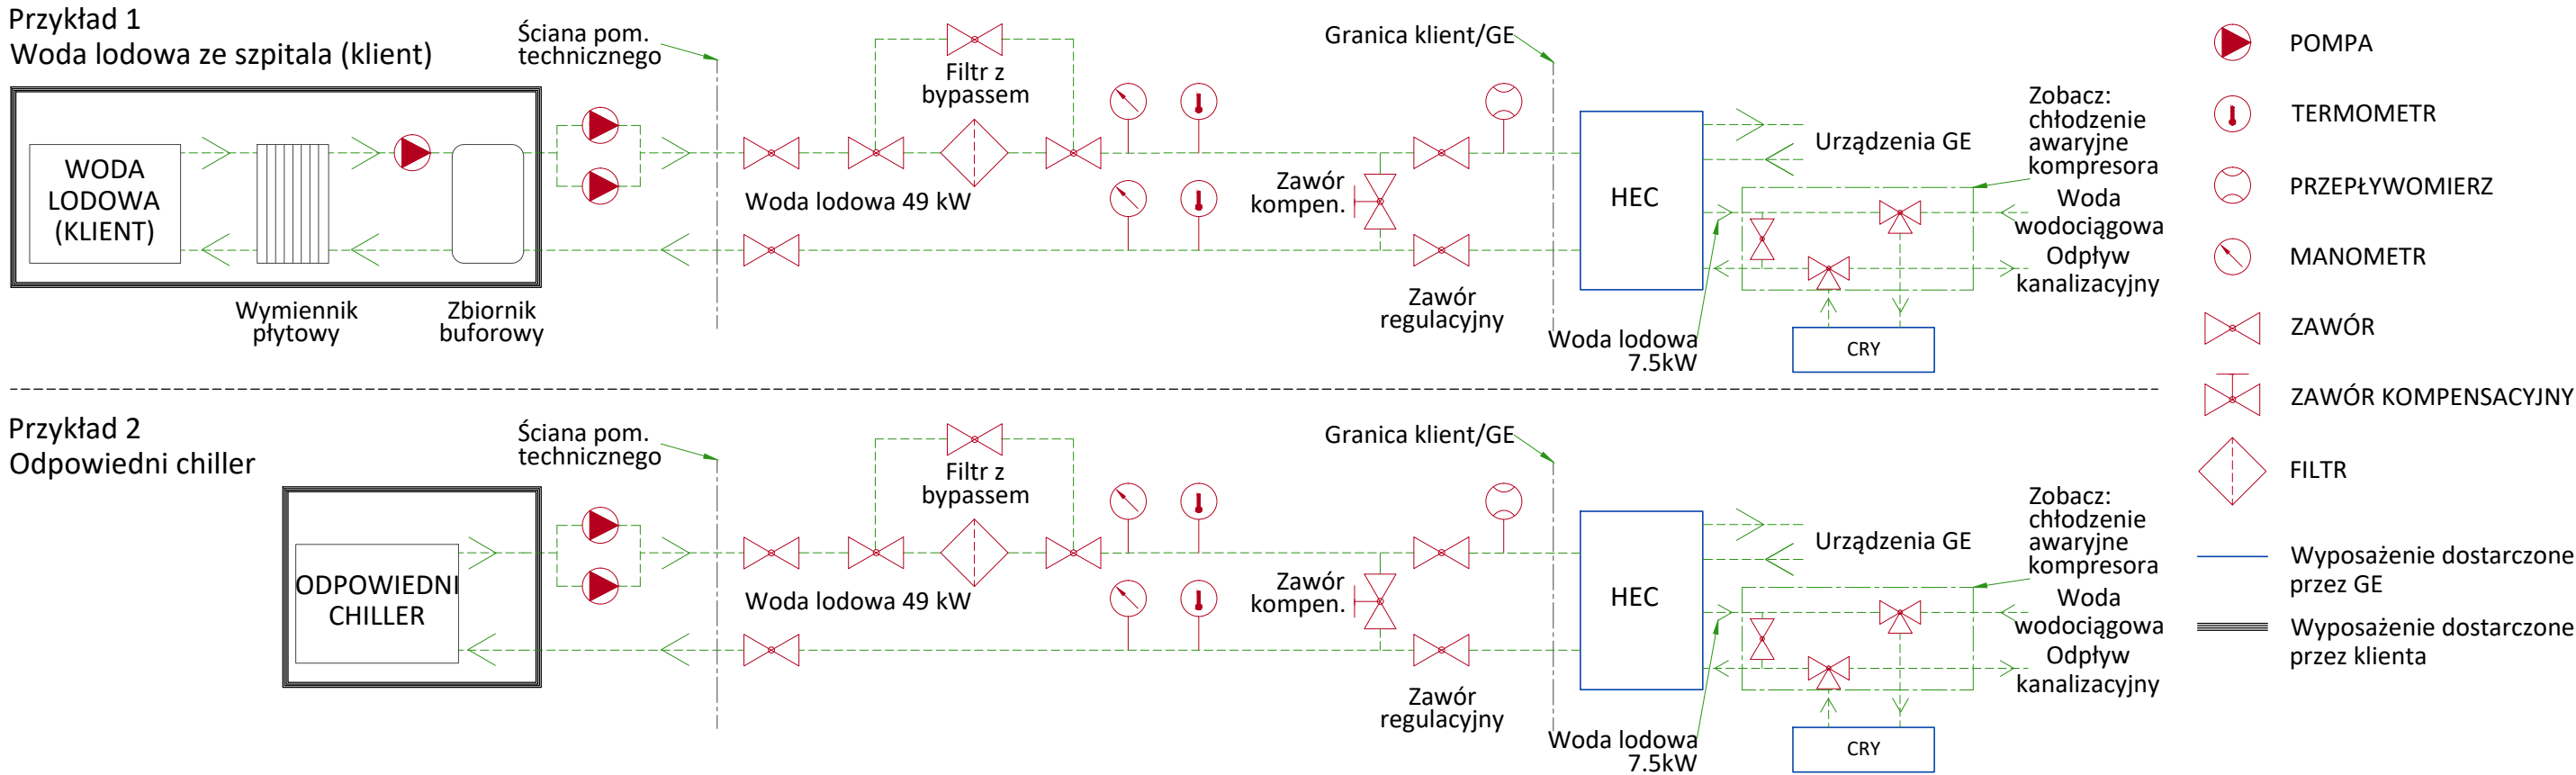 Przykład 1
Woda lodowa ze szpitala (klient)
Ściana pom.
technicznego
Filtr z
bypassem
Granica klient/GE
WODA
LODOWA
(KLIENT)
Wymiennik
płytowy
Zbiornik
buforowy
Woda lodowa 49 kW
Zawór
kompen.
Zawór
regulacyjny
HEC
Urządzenia GE
Zobacz:
chłodzenie
awaryjne
kompresora
Woda
wodociągowa
Odpływ
kanalizacyjny
Woda lodowa
7.5kW
CRY
Przykład 2
Odpowiedni chiller
Ściana pom.
technicznego
Filtr z
bypassem
Granica klient/GE
ODPOWIEDNI
CHILLER
Woda lodowa 49 kW
Zawór
kompen.
Zawór
regulacyjny
HEC
Urządzenia GE
Zobacz:
chłodzenie
awaryjne
kompresora
Woda
wodociągowa
Odpływ
kanalizacyjny
Woda lodowa
7.5kW
CRY
POMPA
TERMOMETR
PRZEPŁYWOMIERZ
MANOMETR
ZAWÓR
ZAWÓR KOMPENSACYJNY
FILTR
Wyposażenie dostarczone
przez GE
Wyposażenie dostarczone
przez klienta